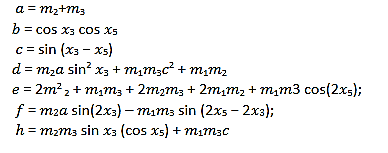 a = m₂+m₃
b = cos x₃ cos x₅
c = sin (x₃ – x₅)
d = m₂a sin² x₃ + m₁m₃c² + m₁m₂
e = 2m²₂ + m₁m₃ + 2m₂m₃ + 2m₁m₂ + m₁m3 cos(2x₅);
f = m₂a sin(2x₃) – m₁m₃ sin (2x₅ - 2x₃);
h = m₂m₃ sin x₃ (cos x₅) + m₁m₃c